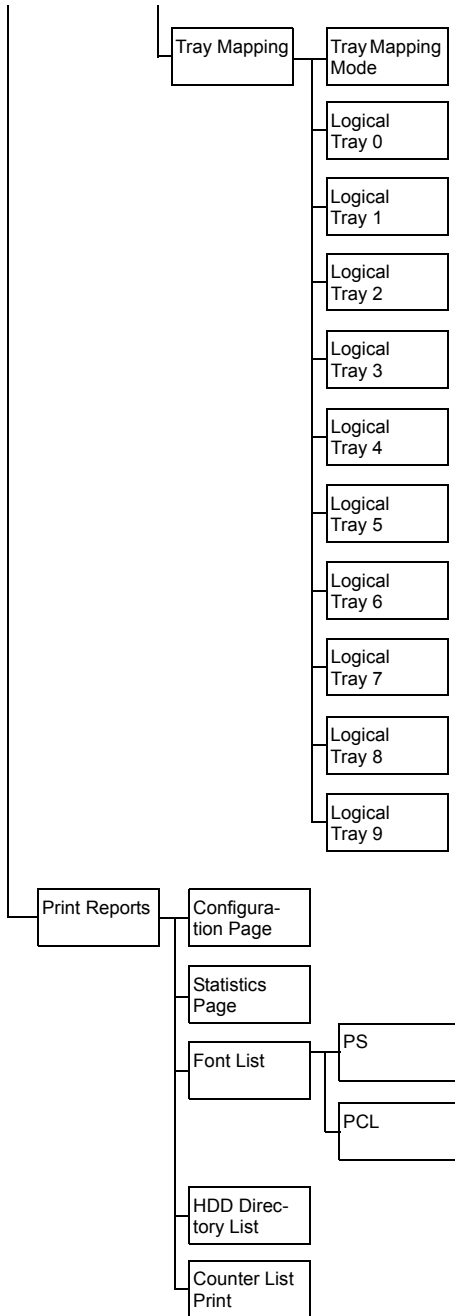 Tray Mapping
Tray Mapping
Mode
Logical
Tray 0
Logical
Tray 1
Logical
Tray 2
Logical
Tray 3
Logical
Tray 4
Logical
Tray 5
Logical
Tray 6
Logical
Tray 7
Logical
Tray 8
Logical
Tray 9
Print Reports
Configura-
tion Page
Statistics
Page
Font List
PS
PCL
HDD Direc-
tory List
Counter List
Print